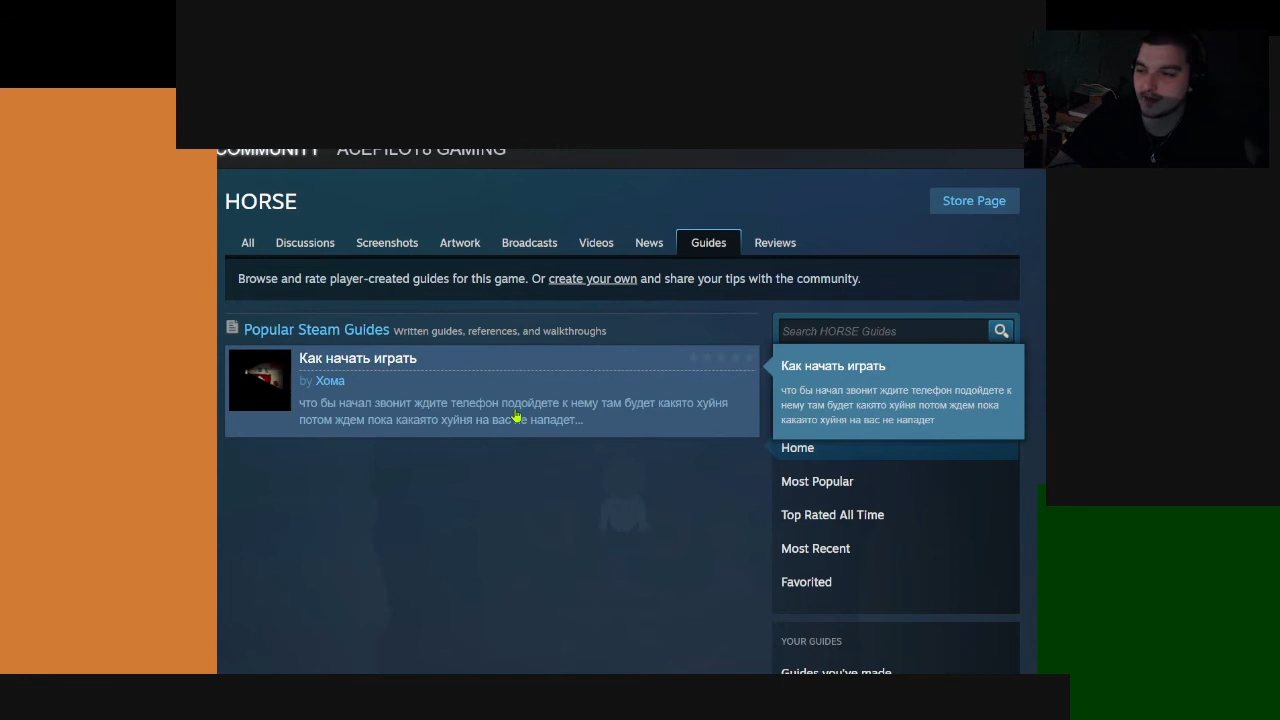 COMMUNITY ACEPILOT8 GAMING
HORSE
Store Page
All Discussions Screenshots Artwork Broadcasts Videos News Guides Reviews
Browse and rate player-created guides for this game. Or create your own and share your tips with the community.
Popular Steam Guides Written guides, references, and walkthroughs
Как начать играть
by Хома
что бы начал звонит ждите телефон подойдете к нему там будет какято хуйня
потом ждем пока какаято хуйня на вас не нападет...
Search HORSE Guides
Как начать играть
что бы начал звонит ждите телефон подойдете к
нему там будет какято хуйня потом ждем пока
какаято хуйня на вас не нападет
Home
Most Popular
Top Rated All Time
Most Recent
Favorited
YOUR GUIDES
Guides you've made